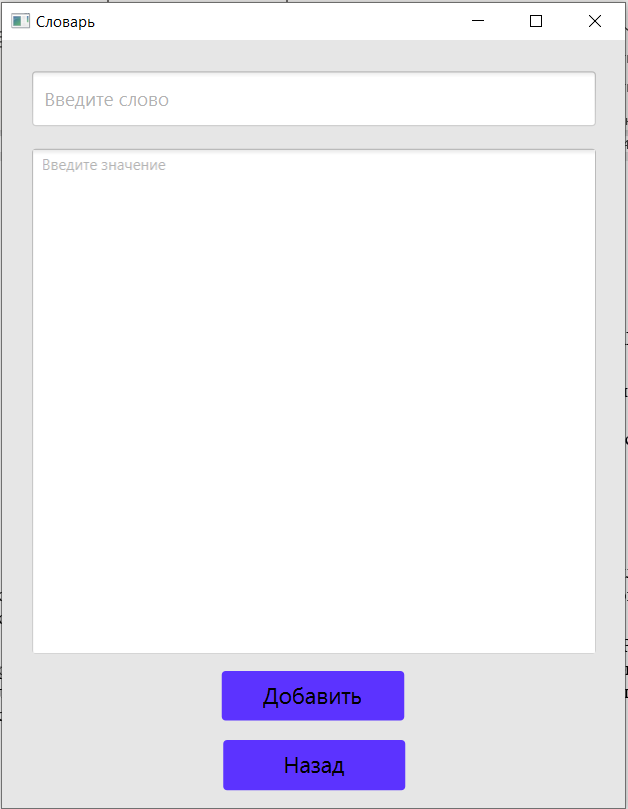 Словарь
Введите слово
Введите значение
Добавить
Назад